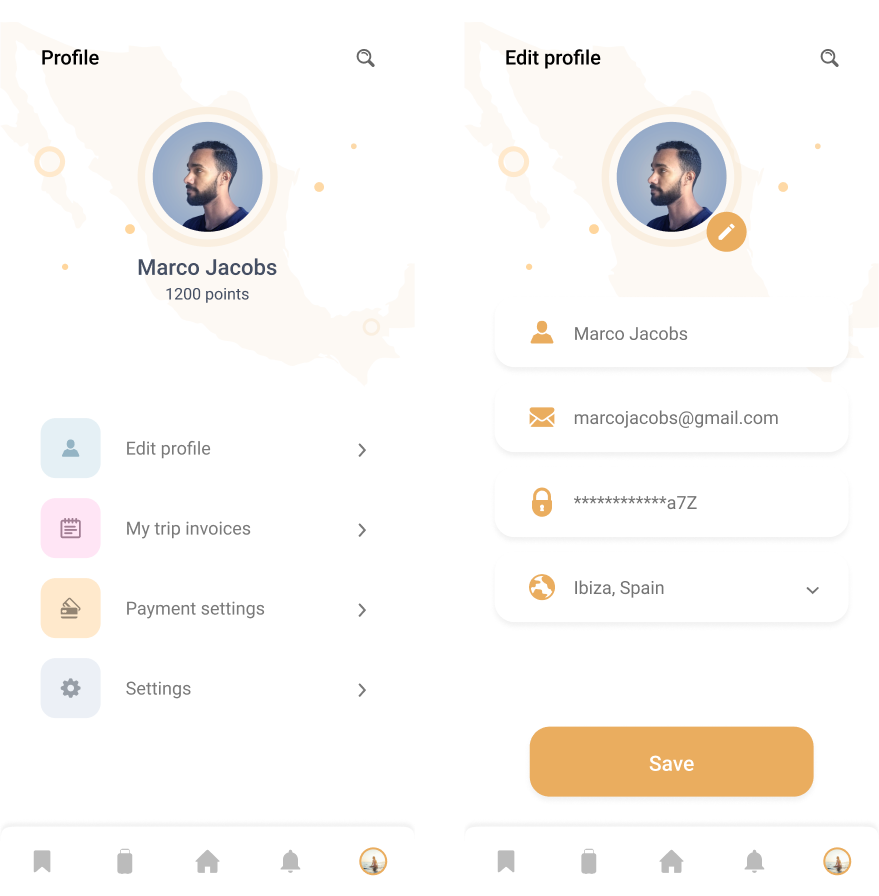 Profile
Marco Jacobs
1200 points
Edit profile
My trip invoices
Payment settings
Settings
Edit profile
Marco Jacobs
marcojacobs@gmail.com
************a7Z
Ibiza, Spain
Save